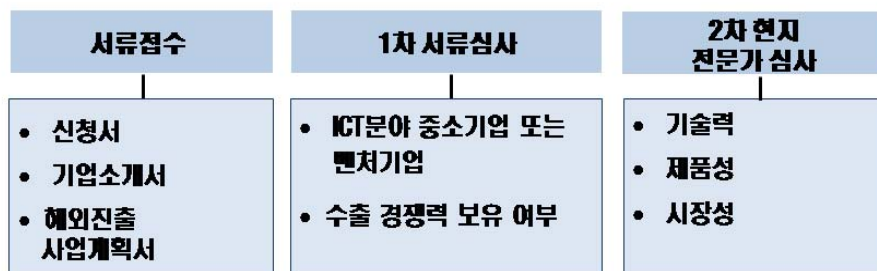 서류접수
• 신청서
• 기업소개서
• 해외진출
사업계획서
1차 서류심사
• ICT분야 중소기업 또는
벤처기업
• 수출 경쟁력 보유 여부
2차 현지
전문가 심사
• 기술력
• 제품성
• 시장성